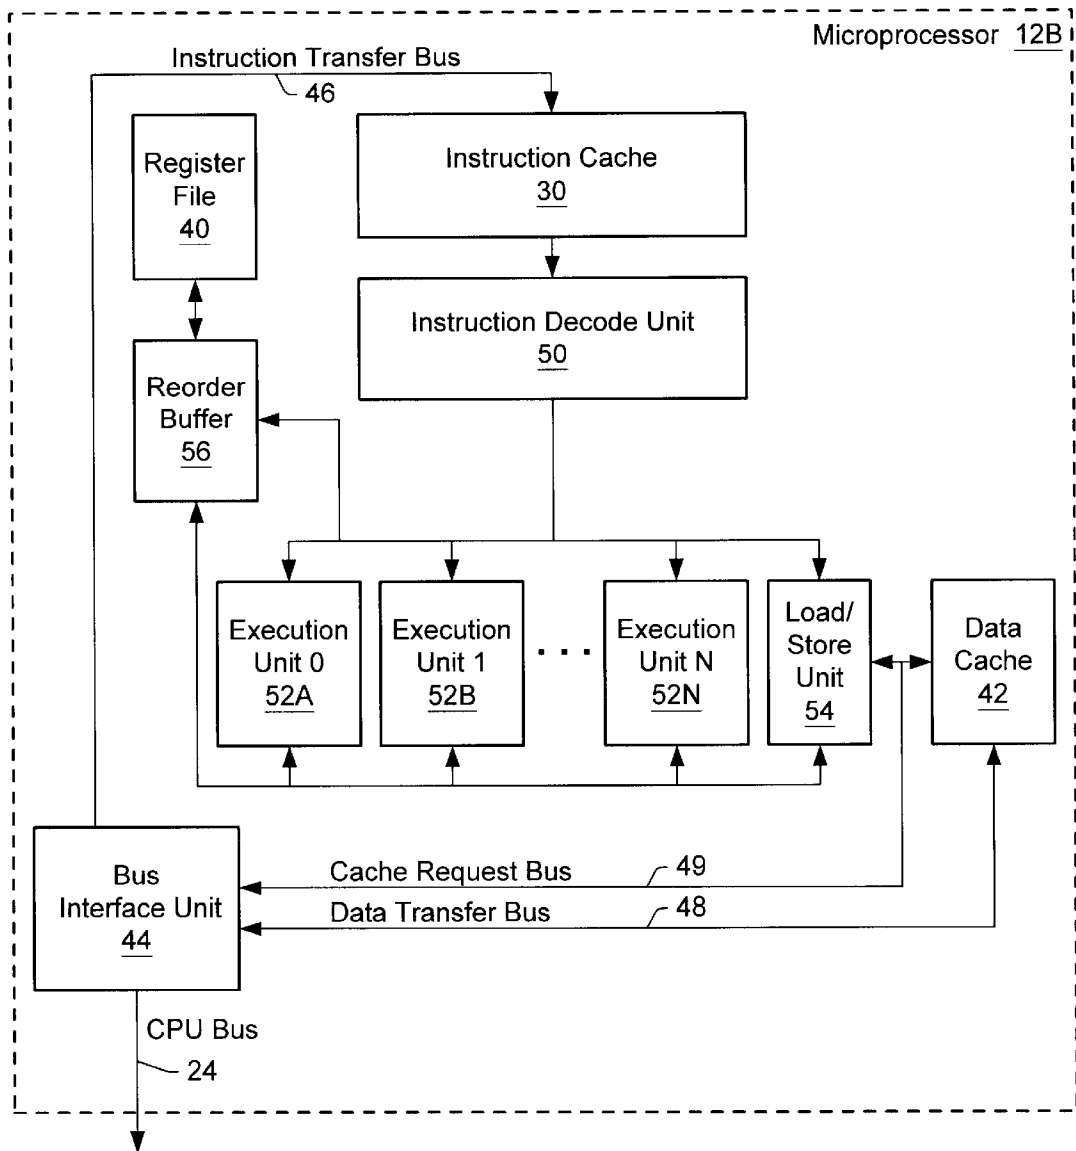 Microprocessor 12B
Instruction Transfer Bus
46
Instruction Cache
30
Register
File
40
Instruction Decode Unit
50
Reorder
Buffer
56
Execution
Unit 0
52A
Execution
Unit 1
52B
. . .
Execution
Unit N
52N
Load/
Store
Unit
54
Data
Cache
42
Bus
Interface Unit
44
Cache Request Bus
49
Data Transfer Bus
48
CPU Bus
24